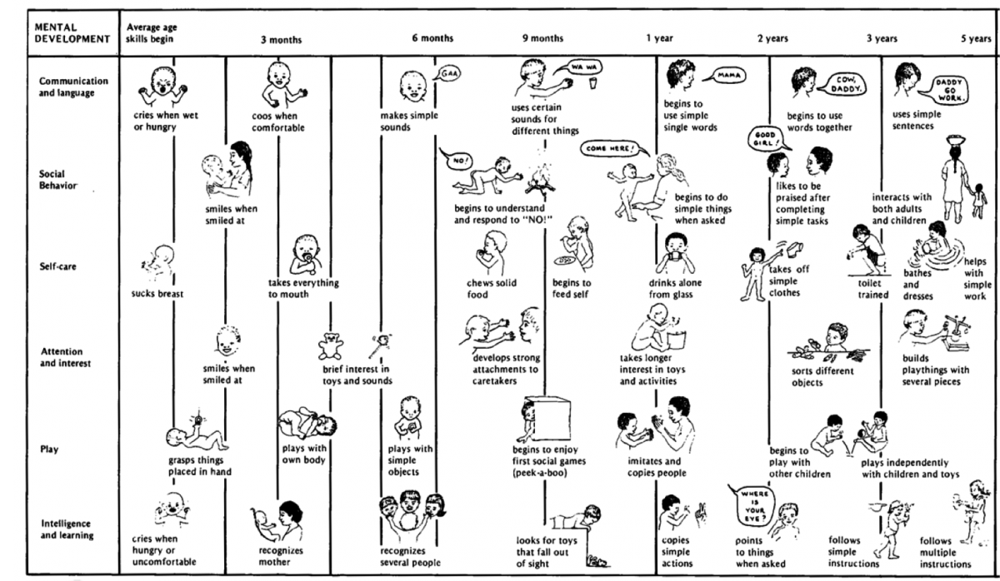 MENTAL
DEVELOPMENT
Average age
skills begin
3 months
6 months
9 months
1 year
2 years
3 years
5 years
Communication
and language
cries when wet
or hungry
coos when
comfortable
GAA
makes simple
sounds
WA WA
uses certain
sounds for
different things
MAMA
begins to
use simple
single words
COW,
DADDY.
begins to use
words together
DADDY
GO
WORK.
uses simple
sentences
Social
Behavior
smiles when
smiled at
NO!
begins to understand
and respond to "NO!"
COME HERE!
begins to do
simple things
when asked
GOOD
GIRL!
likes to be
praised after
completing
simple tasks
interacts with
both adults
and children
Self-care
sucks breast
takes everything
to mouth
chews solid
food
begins to
feed self
drinks alone
from glass
takes off
simple
clothes
toilet
trained
bathes
and
dresses
helps
with
simple
work
Attention
and interest
smiles when
smiled at
brief interest in
toys and sounds
develops strong
attachments to
caretakers
takes longer
interest in toys
and activities
sorts different
objects
builds
playthings with
several pieces
Play
grasps things
placed in hand
plays with
own body
plays with
simple
objects
begins to enjoy
first social games
(peek-a-boo)
imitates and
copies people
begins to
play with
other children
plays independently
with children and toys
Intelligence
and learning
cries when
hungry or
uncomfortable
recognizes
mother
recognizes
several people
looks for toys
that fall out
of sight
copies
simple
actions
WHERE
IS
YOUR
EYE?
points
to things
when asked
follows
simple
instructions
follows
multiple
instructions